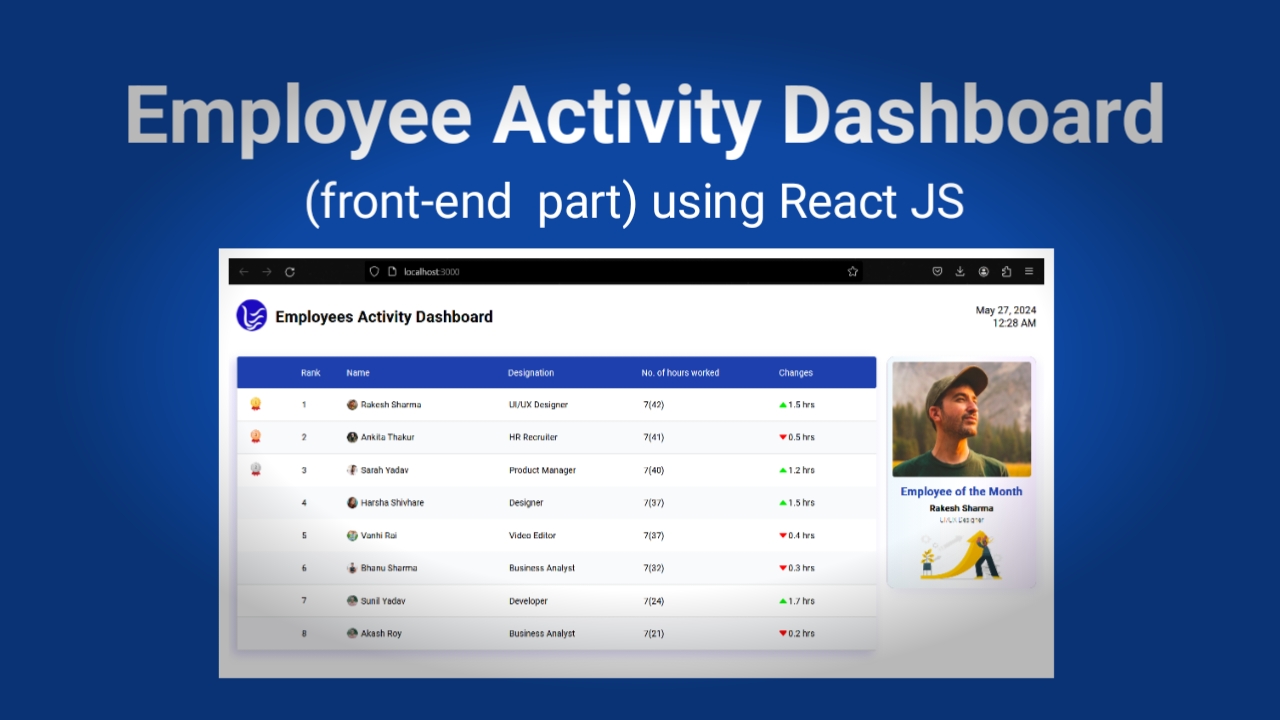 Employee Activity Dashboard
(front-end part) using React JS
localhost:3000
Employees Activity Dashboard
May 27, 2024
12:28 AM
Rank Name Designation No. of hours worked Changes
1 Rakesh Sharma UI/UX Designer 7(42) 1.5 hrs
2 Ankita Thakur HR Recruiter 7(41) 0.5 hrs
3 Sarah Yadav Product Manager 7(40) 1.2 hrs
4 Harsha Shivhare Designer 7(37) 1.5 hrs
5 Vanhi Rai Video Editor 7(37) 0.4 hrs
6 Bhanu Sharma Business Analyst 7(32) 0.3 hrs
7 Sunil Yadav Developer 7(24) 1.7 hrs
8 Akash Roy Business Analyst 7(21) 0.2 hrs
Employee of the Month
Rakesh Sharma
UI/UX Designer